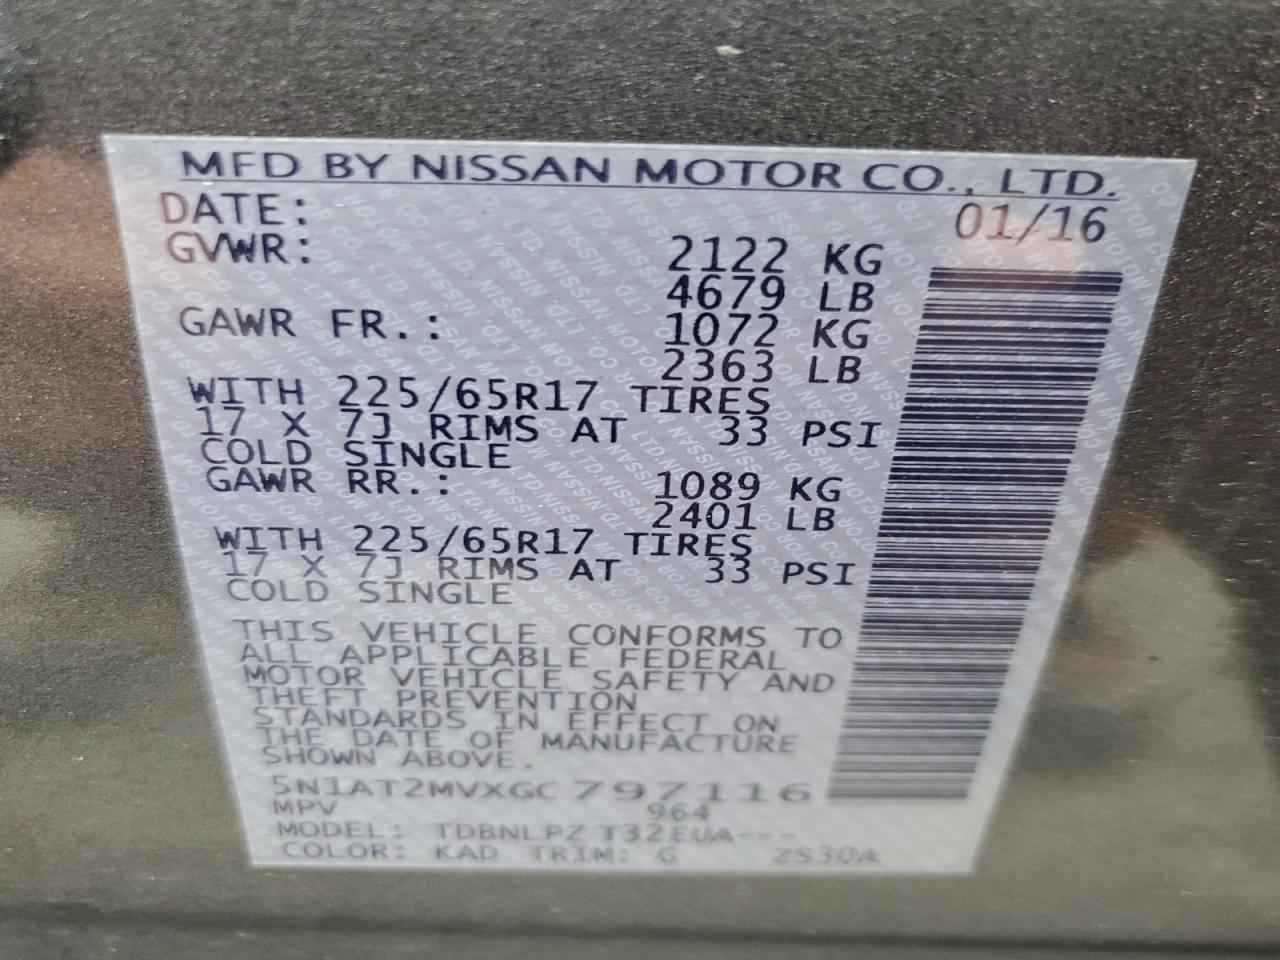 MFD BY NISSAN MOTOR CO., LTD.
DATE: 01/16
GVWR: 2122 KG
4679 LB
GAWR FR.: 1072 KG
2363 LB
WITH 225/65R17 TIRES
17 X 7J RIMS AT 33 PSI
COLD SINGLE
GAWR RR.: 1089 KG
2401 LB
WITH 225/65R17 TIRES
17 X 7J RIMS AT 33 PSI
COLD SINGLE
THIS VEHICLE CONFORMS TO
ALL APPLICABLE FEDERAL
MOTOR VEHICLE SAFETY AND
THEFT PREVENTION
STANDARDS IN EFFECT ON
THE DATE OF MANUFACTURE
SHOWN ABOVE.
5N1AT2MVXGC797116
MPV 964
MODEL: TDBNLPZ T32EUA---
COLOR: KAD TRIM: G ZS30A